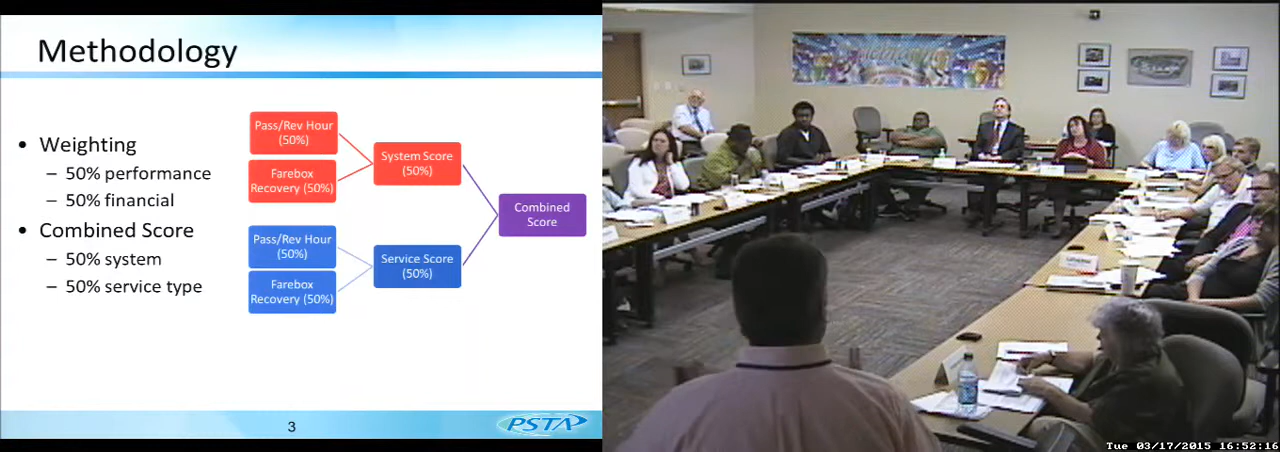 Methodology
• Weighting
– 50% performance
– 50% financial
• Combined Score
– 50% system
– 50% service type
Pass/Rev Hour
(50%)
Farebox
Recovery (50%)
System Score
(50%)
Pass/Rev Hour
(50%)
Farebox
Recovery (50%)
Service Score
(50%)
Combined
Score
3
PSTA
Tue 03/17/2015 16:52:16